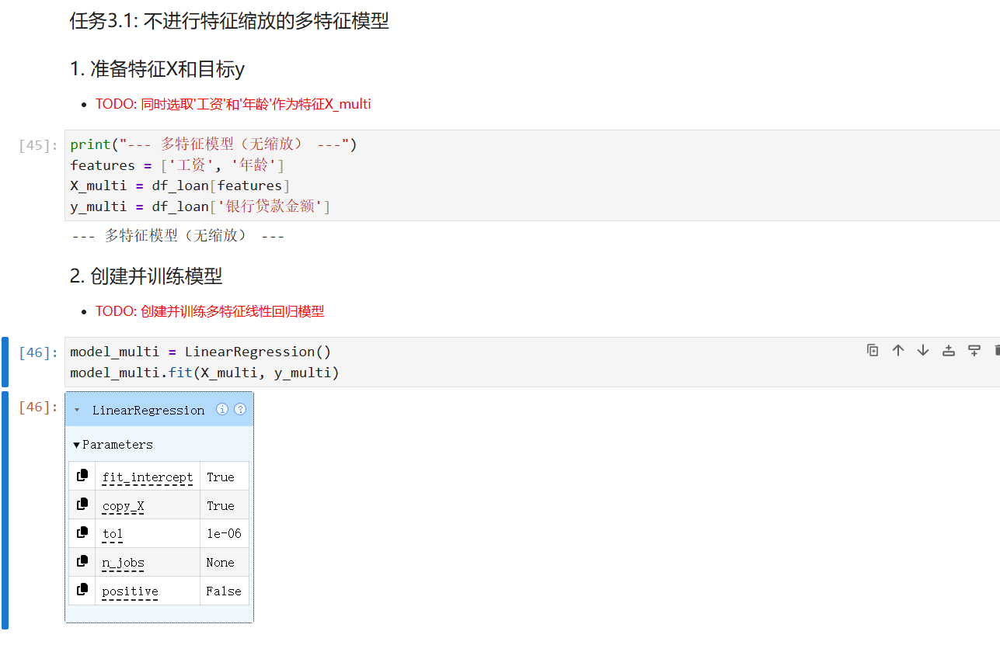 任务3.1: 不进行特征缩放的多特征模型
1. 准备特征X和目标y
• TODO: 同时选取'工资'和'年龄'作为特征X_multi
[45]: print("--- 多特征模型（无缩放） ---")
features = ['工资', '年龄']
X_multi = df_loan[features]
y_multi = df_loan['银行贷款金额']
--- 多特征模型（无缩放） ---
2. 创建并训练模型
• TODO: 创建并训练多特征线性回归模型
[46]: model_multi = LinearRegression()
model_multi.fit(X_multi, y_multi)
[46]: ▾ LinearRegression i ?
▼Parameters
fit_intercept True
copy_X True
tol 1e-06
n_jobs None
positive False